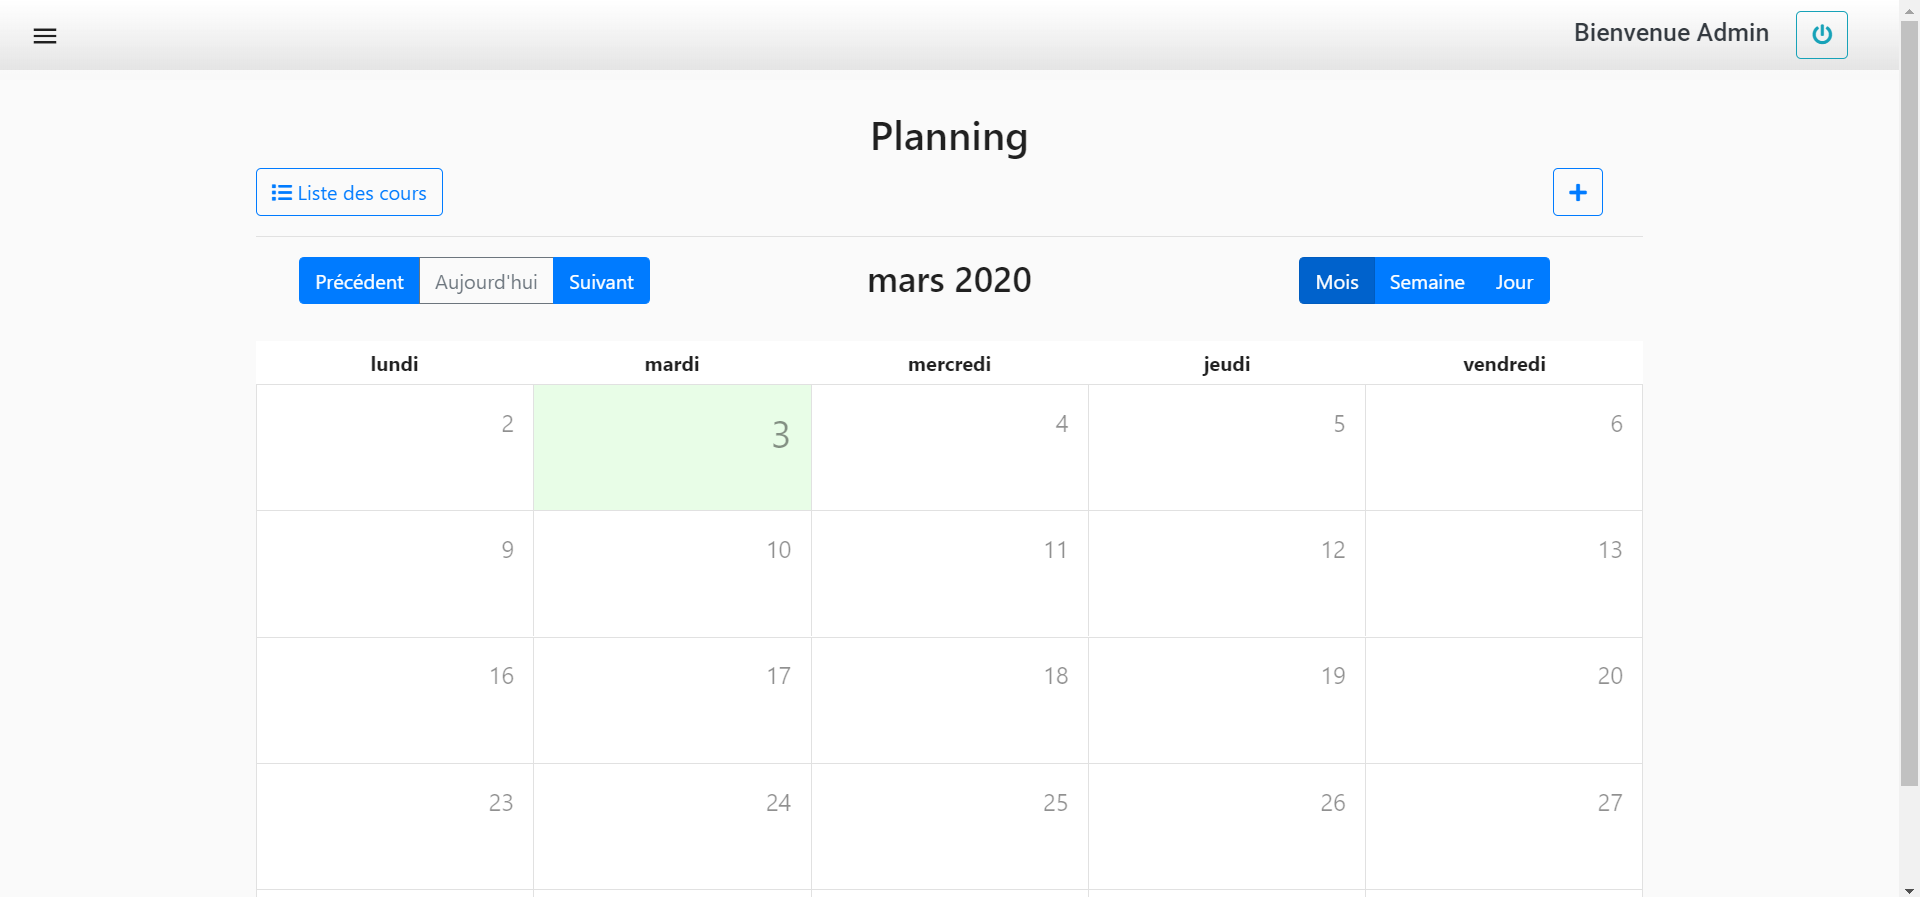 Bienvenue Admin
Planning
Liste des cours
Précédent Aujourd'hui Suivant
mars 2020
Mois Semaine Jour
lundi mardi mercredi jeudi vendredi
2 3 4 5 6
9 10 11 12 13
16 17 18 19 20
23 24 25 26 27